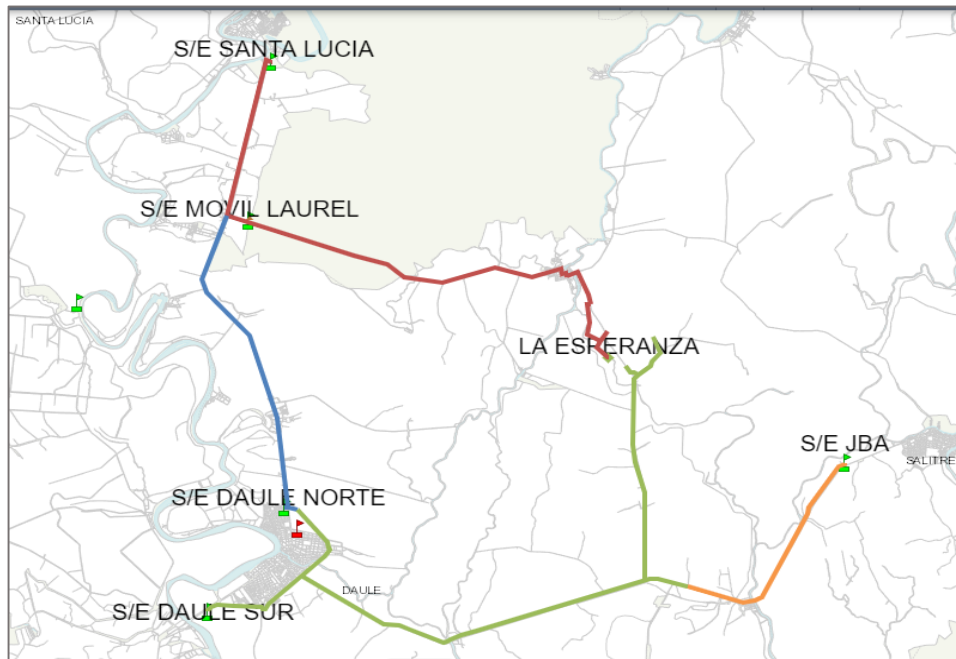 SANTA LUCIA
S/E SANTA LUCIA
S/E MOVIL LAUREL
LA ESPERANZA
S/E JBA
SALITRE
S/E DAULE NORTE
DAULE
S/E DAULE SUR